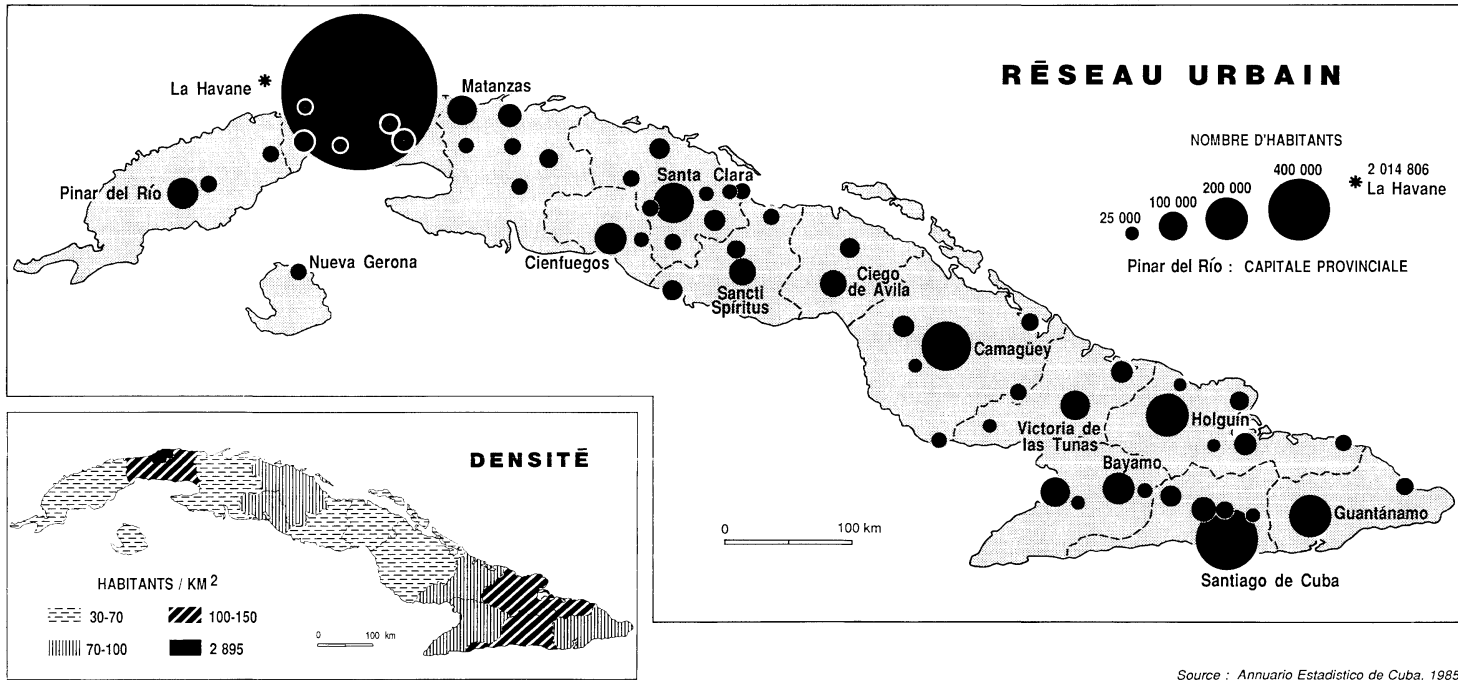 RĒSEAU URBAIN
La Havane *
Matanzas
Pinar del Río
Nueva Gerona
Santa Clara
Cienfuegos
Sancti
Spíritus
Ciego
de Avila
Camagüey
Victoria de
las Tunas
Holguín
Bayamo
Guantánamo
Santiago de Cuba
0 100 km
NOMBRE D'HABITANTS
25 000
100 000
200 000
400 000
* 2 014 806
La Havane
Pinar del Río : CAPITALE PROVINCIALE
DENSITĒ
HABITANTS / KM 2
30-70
100-150
70-100
2 895
0 100 km
Source : Annuario Estadistico de Cuba, 1985